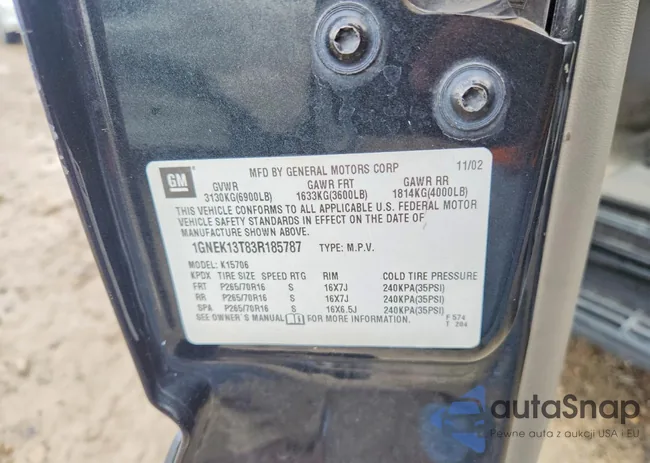 GM
MFD BY GENERAL MOTORS CORP 11/02
GVWR GAWR FRT GAWR RR
3130KG(6900LB) 1633KG(3600LB) 1814KG(4000LB)
THIS VEHICLE CONFORMS TO ALL APPLICABLE U.S. FEDERAL MOTOR
VEHICLE SAFETY STANDARDS IN EFFECT ON THE DATE OF
MANUFACTURE SHOWN ABOVE.
1GNEK13T83R185787 TYPE: M.P.V.
MODEL: K15706
KPDX TIRE SIZE SPEED RTG RIM COLD TIRE PRESSURE
FRT P265/70R16 S 16X7J 240KPA(35PSI)
RR P265/70R16 S 16X7J 240KPA(35PSI)
SPA P265/70R16 S 16X6.5J 240KPA(35PSI)
SEE OWNER'S MANUAL FOR MORE INFORMATION. F 574
T 204
autaSnap
Pewne auta z aukcji USA i EU